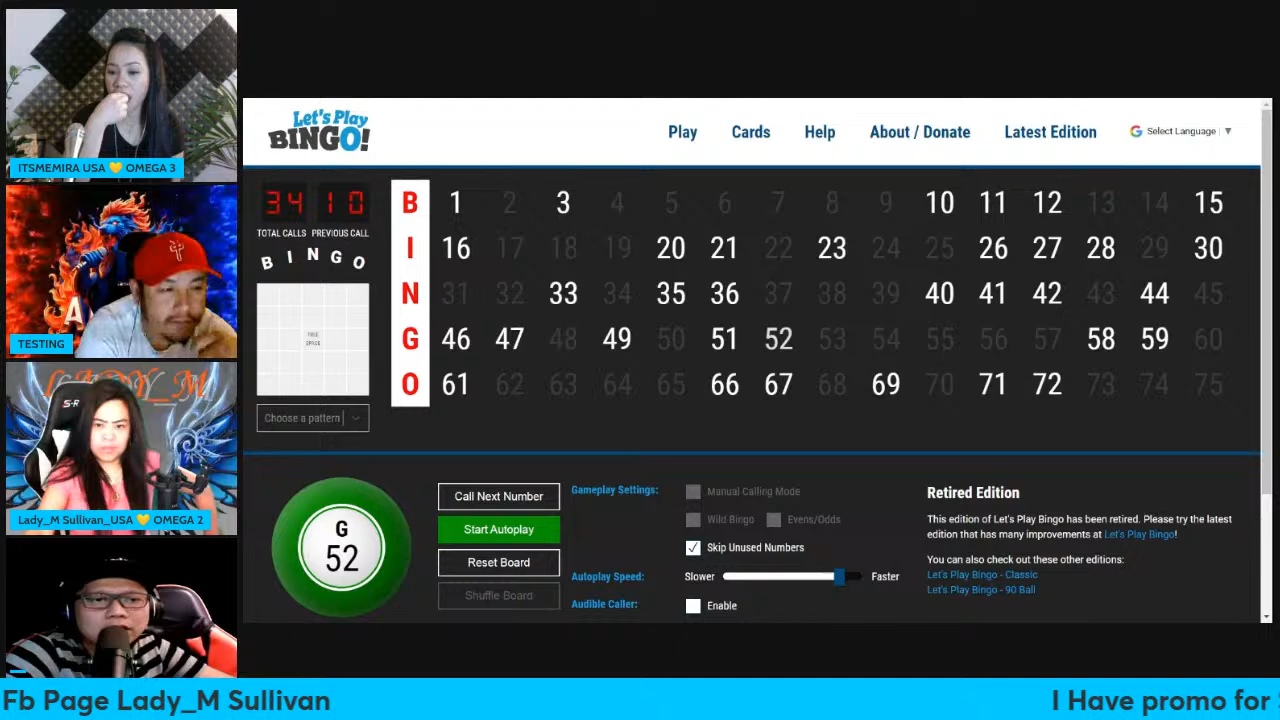 ITSMEMIRA USA 💛 OMEGA 3
TESTING
LADY_M
S-R
Lady_M Sullivan_USA 💛 OMEGA 2
Let's Play
BINGO!
Play Cards Help About / Donate Latest Edition Select Language ▼
34 10
TOTAL CALLS PREVIOUS CALL
B I N G O
FREE SPACE
Choose a pattern
B 1 2 3 4 5 6 7 8 9 10 11 12 13 14 15
I 16 17 18 19 20 21 22 23 24 25 26 27 28 29 30
N 31 32 33 34 35 36 37 38 39 40 41 42 43 44 45
G 46 47 48 49 50 51 52 53 54 55 56 57 58 59 60
O 61 62 63 64 65 66 67 68 69 70 71 72 73 74 75
G
52
Call Next Number
Start Autoplay
Reset Board
Shuffle Board
Gameplay Settings:
Manual Calling Mode
Wild Bingo Evens/Odds
Skip Unused Numbers
Autoplay Speed: Slower Faster
Audible Caller: Enable
Retired Edition
This edition of Let's Play Bingo has been retired. Please try the latest
edition that has many improvements at Let's Play Bingo!
You can also check out these other editions:
Let's Play Bingo - Classic
Let's Play Bingo - 90 Ball
Fb Page Lady_M Sullivan I Have promo for